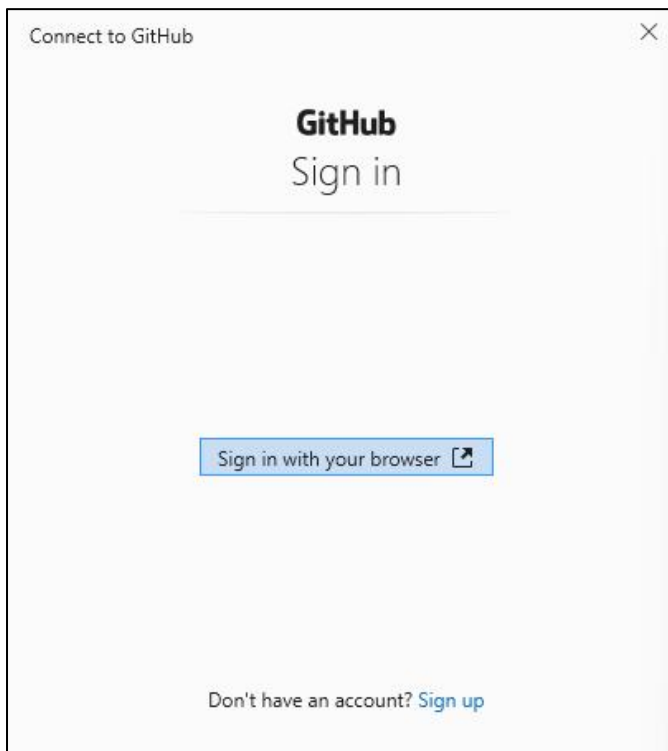 Connect to GitHub
GitHub
Sign in
Sign in with your browser
Don't have an account? Sign up